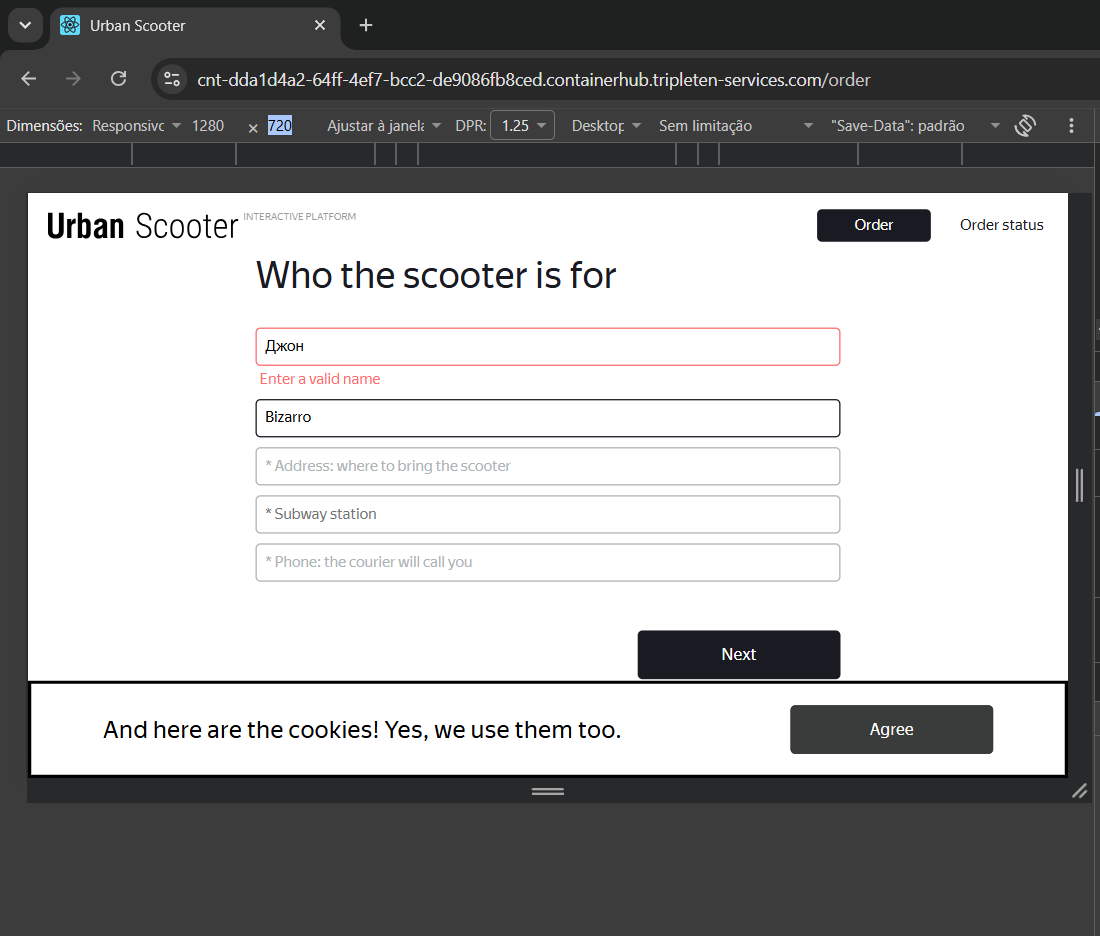 Urban Scooter
cnt-dda1d4a2-64ff-4ef7-bcc2-de9086fb8ced.containerhub.tripleten-services.com/order
Dimensões: Responsivo 1280 × 720 Ajustar à janela DPR: 1.25 Desktop Sem limitação "Save-Data": padrão
Urban Scooter INTERACTIVE PLATFORM
Order Order status
Who the scooter is for
Джон
Enter a valid name
Bizarro
* Address: where to bring the scooter
* Subway station
* Phone: the courier will call you
Next
And here are the cookies! Yes, we use them too.
Agree